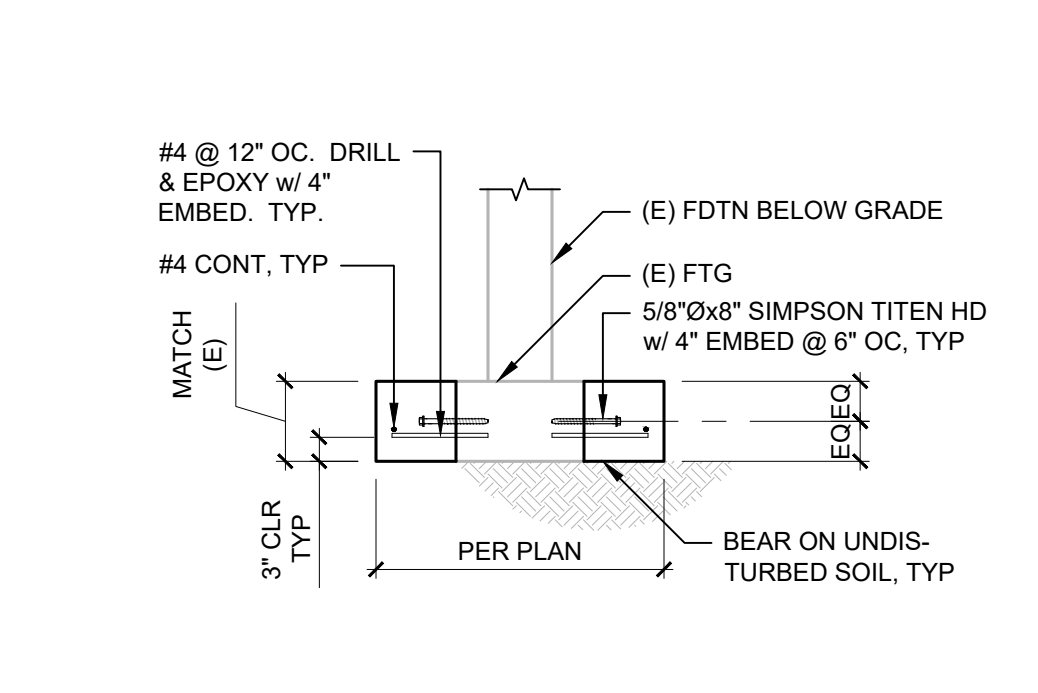 #4 @ 12" OC. DRILL
& EPOXY w/ 4"
EMBED. TYP.
#4 CONT, TYP
MATCH
(E)
3" CLR
TYP
PER PLAN
(E) FDTN BELOW GRADE
(E) FTG
5/8"Øx8" SIMPSON TITEN HD
w/ 4" EMBED @ 6" OC, TYP
EQ
EQ
BEAR ON UNDIS-
TURBED SOIL, TYP